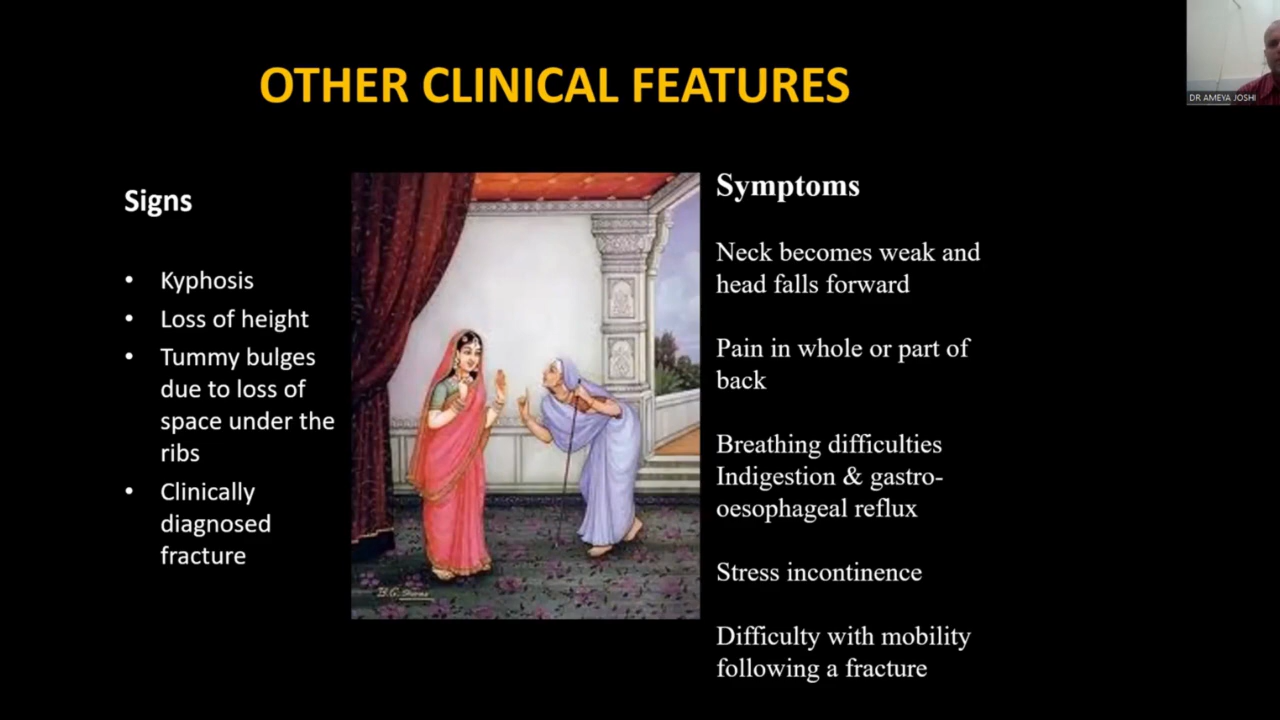 OTHER CLINICAL FEATURES
DR AMEYA JOSHI
Signs
• Kyphosis
• Loss of height
• Tummy bulges
due to loss of
space under the
ribs
• Clinically
diagnosed
fracture
B.G. Sharma
Symptoms
Neck becomes weak and
head falls forward
Pain in whole or part of
back
Breathing difficulties
Indigestion & gastro-
oesophageal reflux
Stress incontinence
Difficulty with mobility
following a fracture